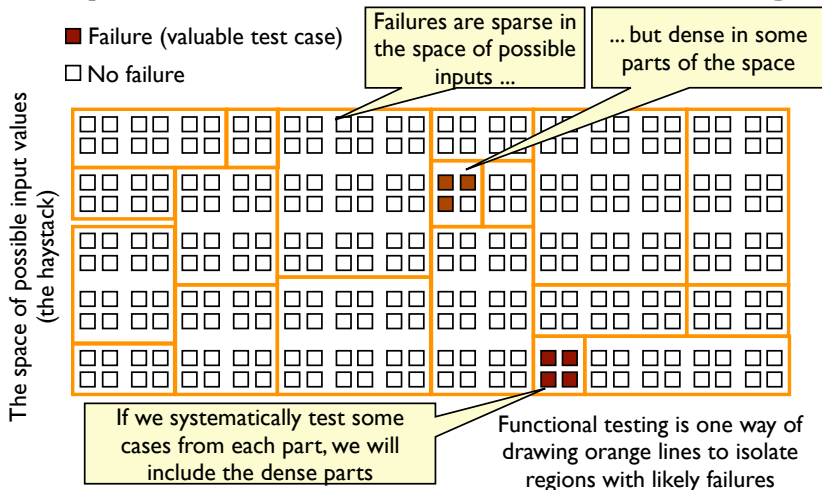 Failure (valuable test case)
No failure
Failures are sparse in
the space of possible
inputs ...
... but dense in some
parts of the space
The space of possible input values
(the haystack)
If we systematically test some
cases from each part, we will
include the dense parts
Functional testing is one way of
drawing orange lines to isolate
regions with likely failures